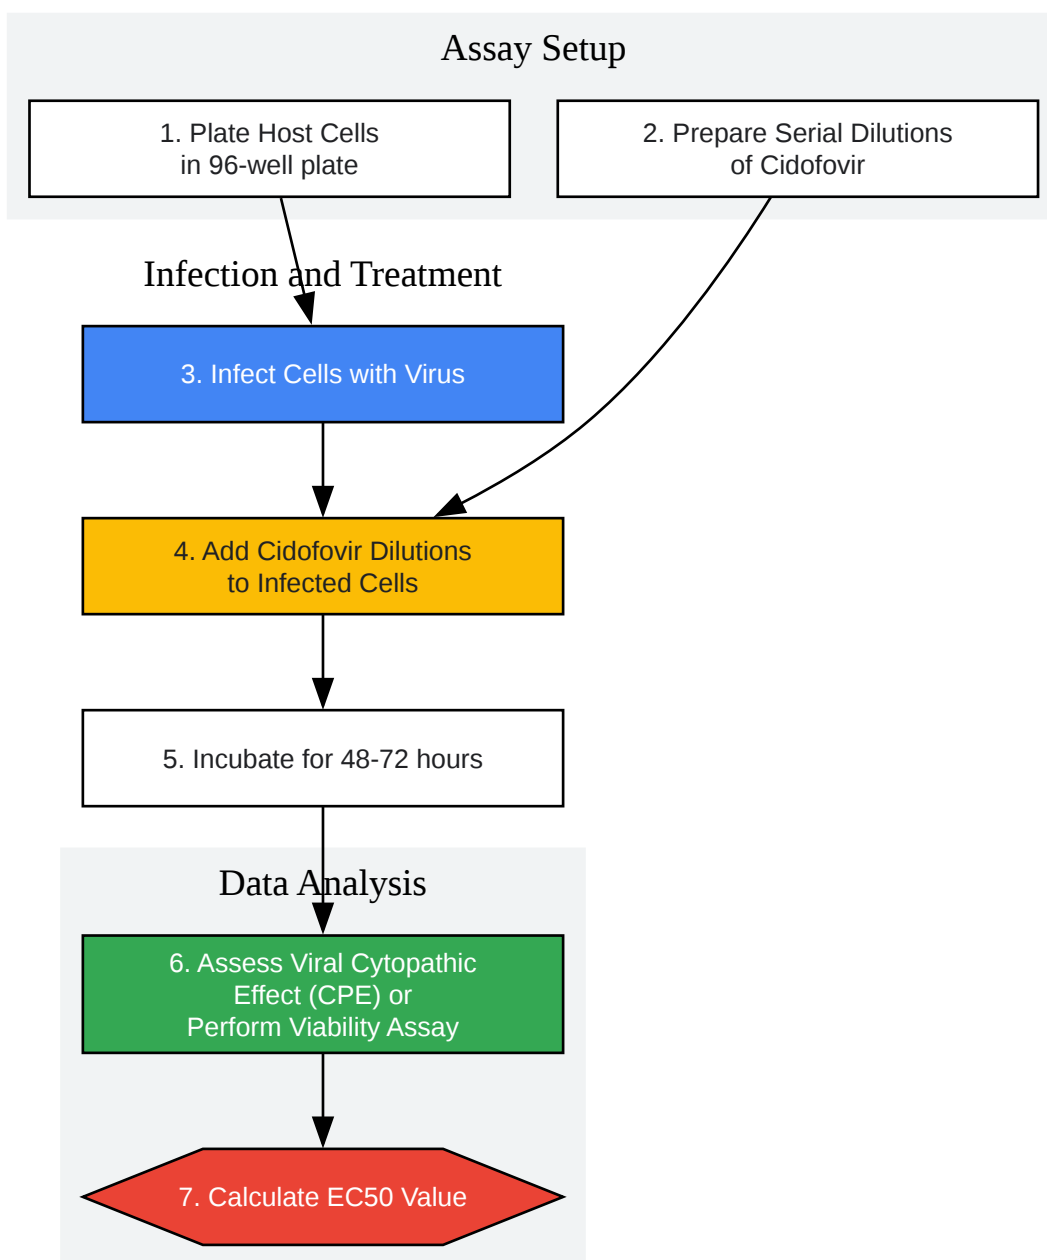 Assay Setup
1. Plate Host Cells
in 96-well plate
2. Prepare Serial Dilutions
of Cidofovir
Infection and Treatment
3. Infect Cells with Virus
4. Add Cidofovir Dilutions
to Infected Cells
5. Incubate for 48-72 hours
Data Analysis
6. Assess Viral Cytopathic
Effect (CPE) or
Perform Viability Assay
7. Calculate EC50 Value